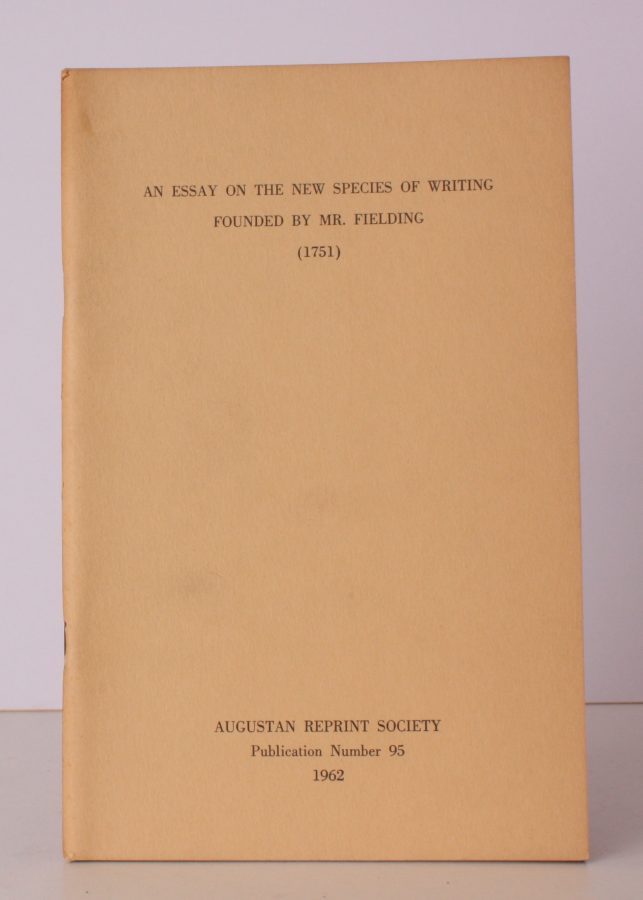 AN ESSAY ON THE NEW SPECIES OF WRITING
FOUNDED BY MR. FIELDING
(1751)
AUGUSTAN REPRINT SOCIETY
Publication Number 95
1962